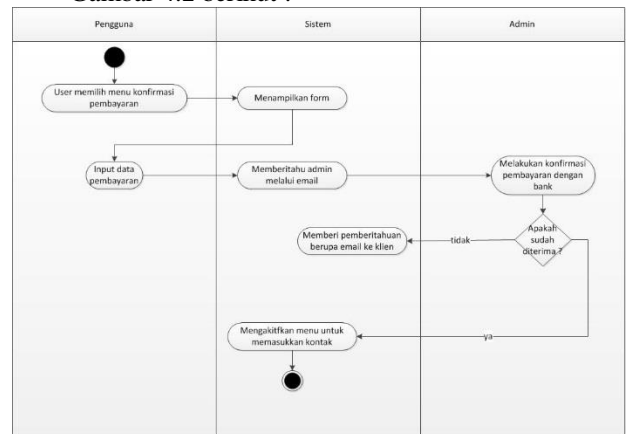 Gambar 4.2 berikut :
Pengguna
Sistem
Admin
User memilih menu konfirmasi
pembayaran
Menampilkan form
Input data
pembayaran
Memberitahu admin
melalui email
Melakukan konfirmasi
pembayaran dengan
bank
Apakah
sudah
diterima ?
tidak
Memberi pemberitahuan
berupa email ke klien
ya
Mengakitfkan menu untuk
memasukkan kontak